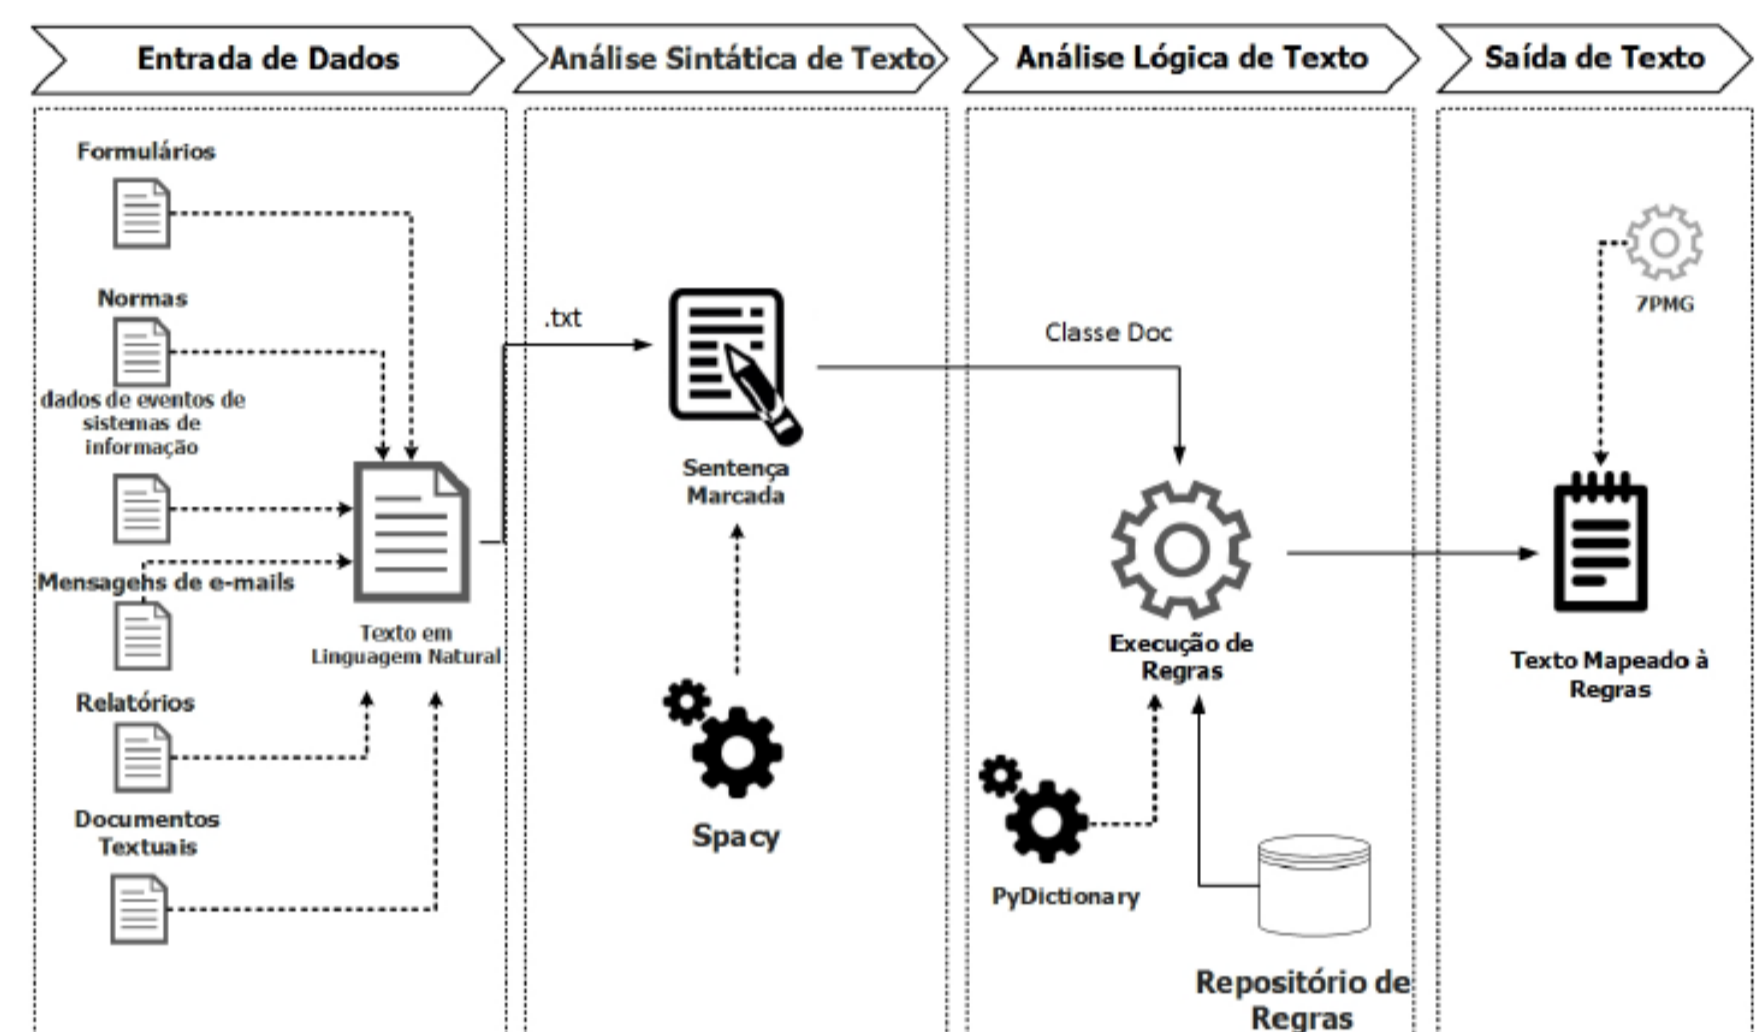 Entrada de Dados
Análise Sintática de Texto
Análise Lógica de Texto
Saída de Texto
Formulários
Normas
dados de eventos de
sistemas de
informação
Mensagens de e-mails
Relatórios
Documentos
Textuais
Texto em
Linguagem Natural
.txt
Sentença
Marcada
Spacy
Classe Doc
Execução de
Regras
PyDictionary
Repositório de
Regras
7PMG
Texto Mapeado à
Regras